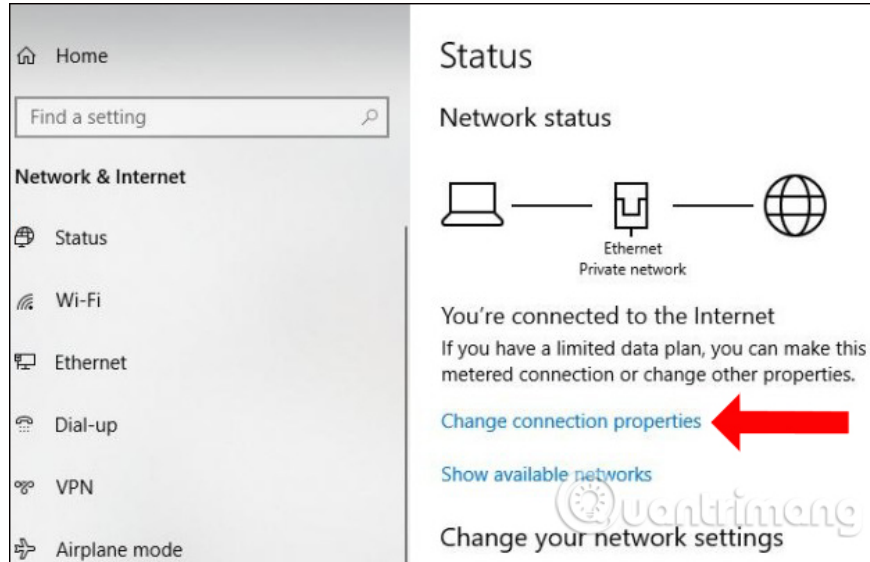 Home
Find a setting
Network & Internet
Status
Wi-Fi
Ethernet
Dial-up
VPN
Airplane mode
Status
Network status
Ethernet
Private network
You're connected to the Internet
If you have a limited data plan, you can make this
metered connection or change other properties.
Change connection properties
Show available networks
Quantrimang
Change your network settings